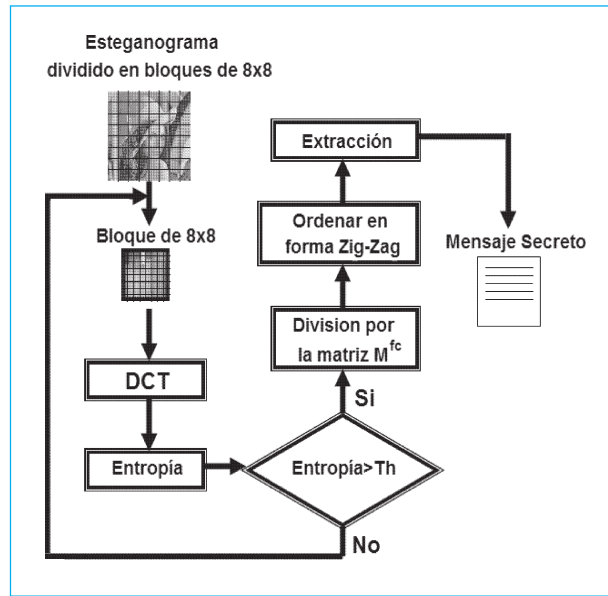 Esteganograma
dividido en bloques de 8x8
Bloque de 8x8
DCT
Entropía
Entropía>Th
Si
No
Division por
la matriz M^fc
Ordenar en
forma Zig-Zag
Extracción
Mensaje Secreto